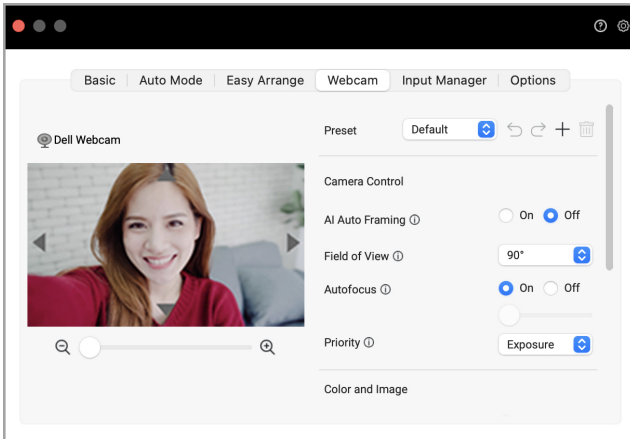 Basic Auto Mode Easy Arrange Webcam Input Manager Options
Dell Webcam
Preset Default
Camera Control
AI Auto Framing On Off
Field of View 90°
Autofocus On Off
Priority Exposure
Color and Image